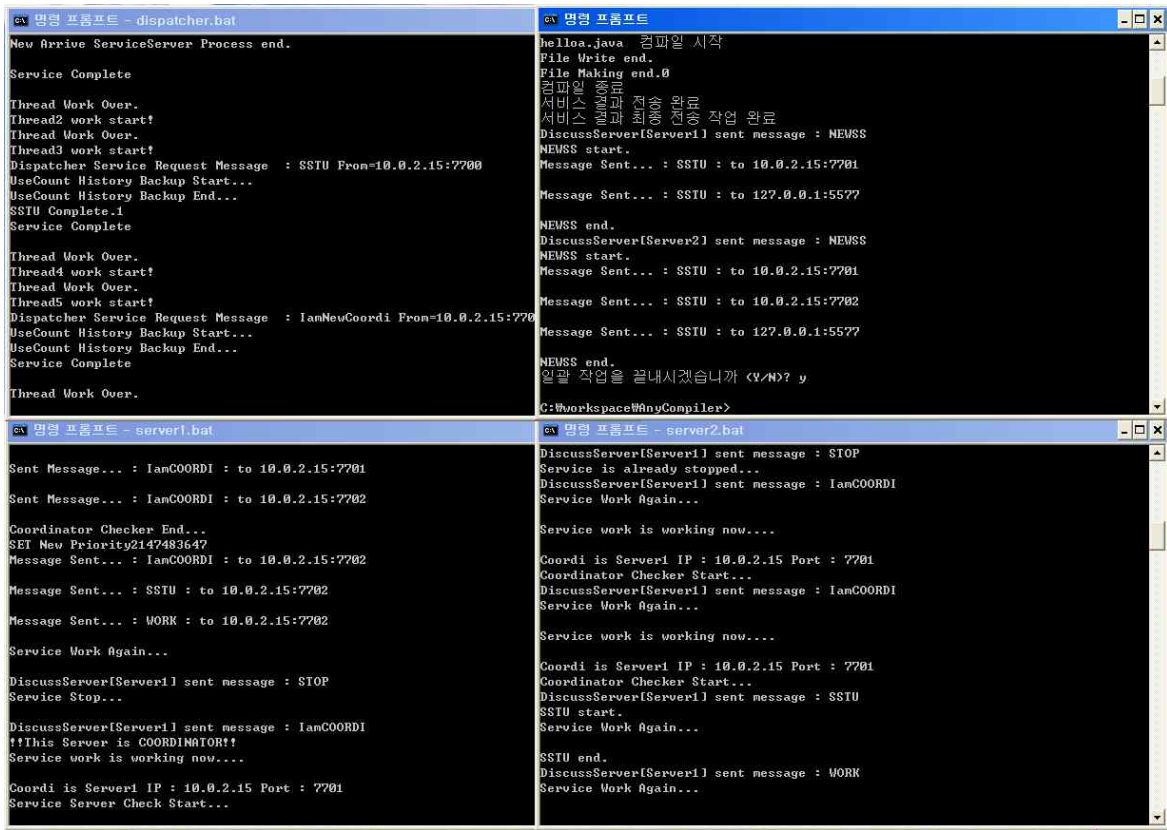 명령 프롬프트 - dispatcher.bat
New Arrive ServiceServer Process end.
Service Complete
Thread Work Over.
Thread2 work start!
Thread Work Over.
Thread3 work start!
Dispatcher Service Request Message  : SSTU From=10.0.2.15:7700
UseCount History Backup Start...
UseCount History Backup End...
SSTU Complete.1
Service Complete
Thread Work Over.
Thread4 work start!
Thread Work Over.
Thread5 work start!
Dispatcher Service Request Message  : IamNewCoordi From=10.0.2.15:770
UseCount History Backup Start...
UseCount History Backup End...
Service Complete
Thread Work Over.
명령 프롬프트
helloa.java  컴파일 시작
File Write end.
File Making end.0
컴파일 종료
서비스 결과 전송 완료
서비스 결과 최종 전송 작업 완료
DiscussServer[Server1] sent message : NEWSS
NEWSS start.
Message Sent... : SSTU : to 10.0.2.15:7701
Message Sent... : SSTU : to 127.0.0.1:5577
NEWSS end.
DiscussServer[Server2] sent message : NEWSS
NEWSS start.
Message Sent... : SSTU : to 10.0.2.15:7701
Message Sent... : SSTU : to 10.0.2.15:7702
Message Sent... : SSTU : to 127.0.0.1:5577
NEWSS end.
일괄 작업을 끝내시겠습니까 (Y/N)? y
C:₩workspace₩AnyCompiler>
명령 프롬프트 - server1.bat
Sent Message... : IamCOORDI : to 10.0.2.15:7701
Sent Message... : IamCOORDI : to 10.0.2.15:7702
Coordinator Checker End...
SET New Priority2147483647
Message Sent... : IamCOORDI : to 10.0.2.15:7702
Message Sent... : SSTU : to 10.0.2.15:7702
Message Sent... : WORK : to 10.0.2.15:7702
Service Work Again...
DiscussServer[Server1] sent message : STOP
Service Stop...
DiscussServer[Server1] sent message : IamCOORDI
!!This Server is COORDINATOR!!
Service work is working now....
Coordi is Server1 IP : 10.0.2.15 Port : 7701
Service Server Check Start...
명령 프롬프트 - server2.bat
DiscussServer[Server1] sent message : STOP
Service is already stopped...
DiscussServer[Server1] sent message : IamCOORDI
Service Work Again...
Service work is working now....
Coordi is Server1 IP : 10.0.2.15 Port : 7701
Coordinator Checker Start...
DiscussServer[Server1] sent message : IamCOORDI
Service Work Again...
Service work is working now....
Coordi is Server1 IP : 10.0.2.15 Port : 7701
Coordinator Checker Start...
DiscussServer[Server1] sent message : SSTU
SSTU start.
Service Work Again...
SSTU end.
DiscussServer[Server1] sent message : WORK
Service Work Again...